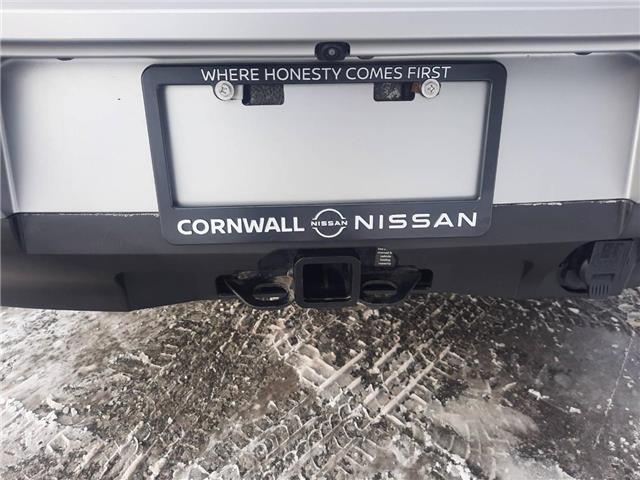 WHERE HONESTY COMES FIRST
CORNWALL NISSAN NISSAN